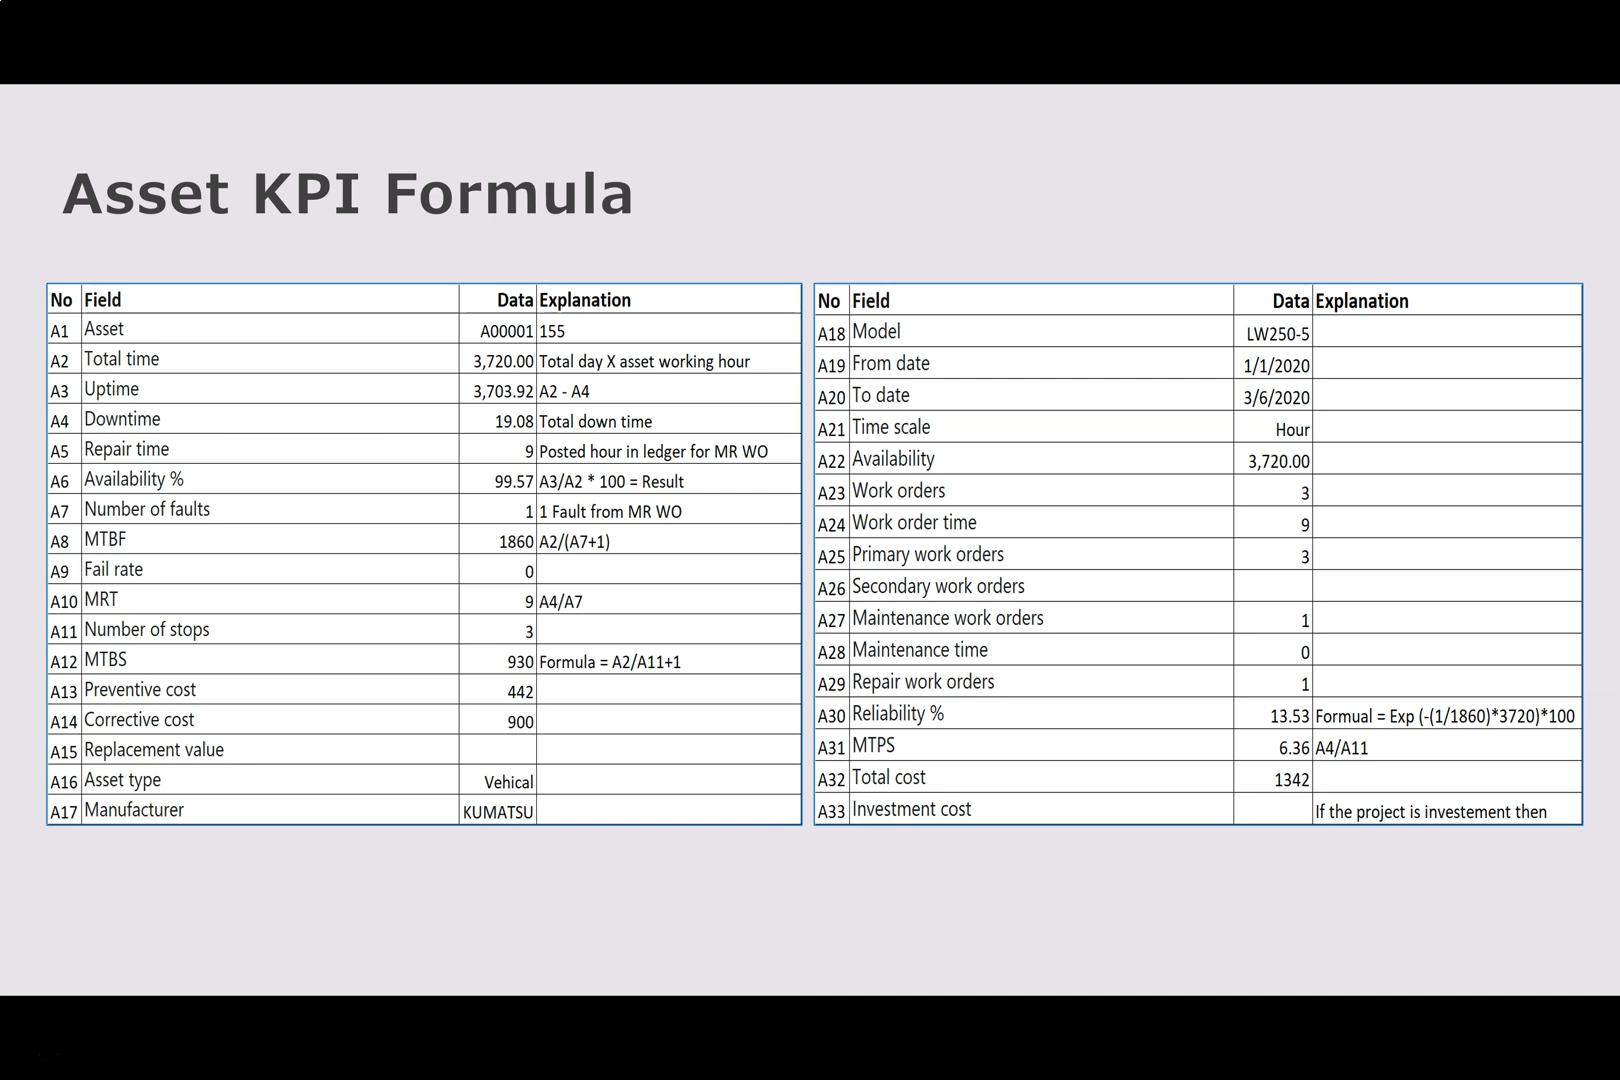 Asset KPI Formula
No Field Data Explanation
A1 Asset A00001 155
A2 Total time 3,720.00 Total day X asset working hour
A3 Uptime 3,703.92 A2 - A4
A4 Downtime 19.08 Total down time
A5 Repair time 9 Posted hour in ledger for MR WO
A6 Availability % 99.57 A3/A2 * 100 = Result
A7 Number of faults 1 1 Fault from MR WO
A8 MTBF 1860 A2/(A7+1)
A9 Fail rate 0
A10 MRT 9 A4/A7
A11 Number of stops 3
A12 MTBS 930 Formula = A2/A11+1
A13 Preventive cost 442
A14 Corrective cost 900
A15 Replacement value
A16 Asset type Vehical
A17 Manufacturer KUMATSU
No Field Data Explanation
A18 Model LW250-5
A19 From date 1/1/2020
A20 To date 3/6/2020
A21 Time scale Hour
A22 Availability 3,720.00
A23 Work orders 3
A24 Work order time 9
A25 Primary work orders 3
A26 Secondary work orders
A27 Maintenance work orders 1
A28 Maintenance time 0
A29 Repair work orders 1
A30 Reliability % 13.53 Formual = Exp (-(1/1860)*3720)*100
A31 MTPS 6.36 A4/A11
A32 Total cost 1342
A33 Investment cost If the project is investement then